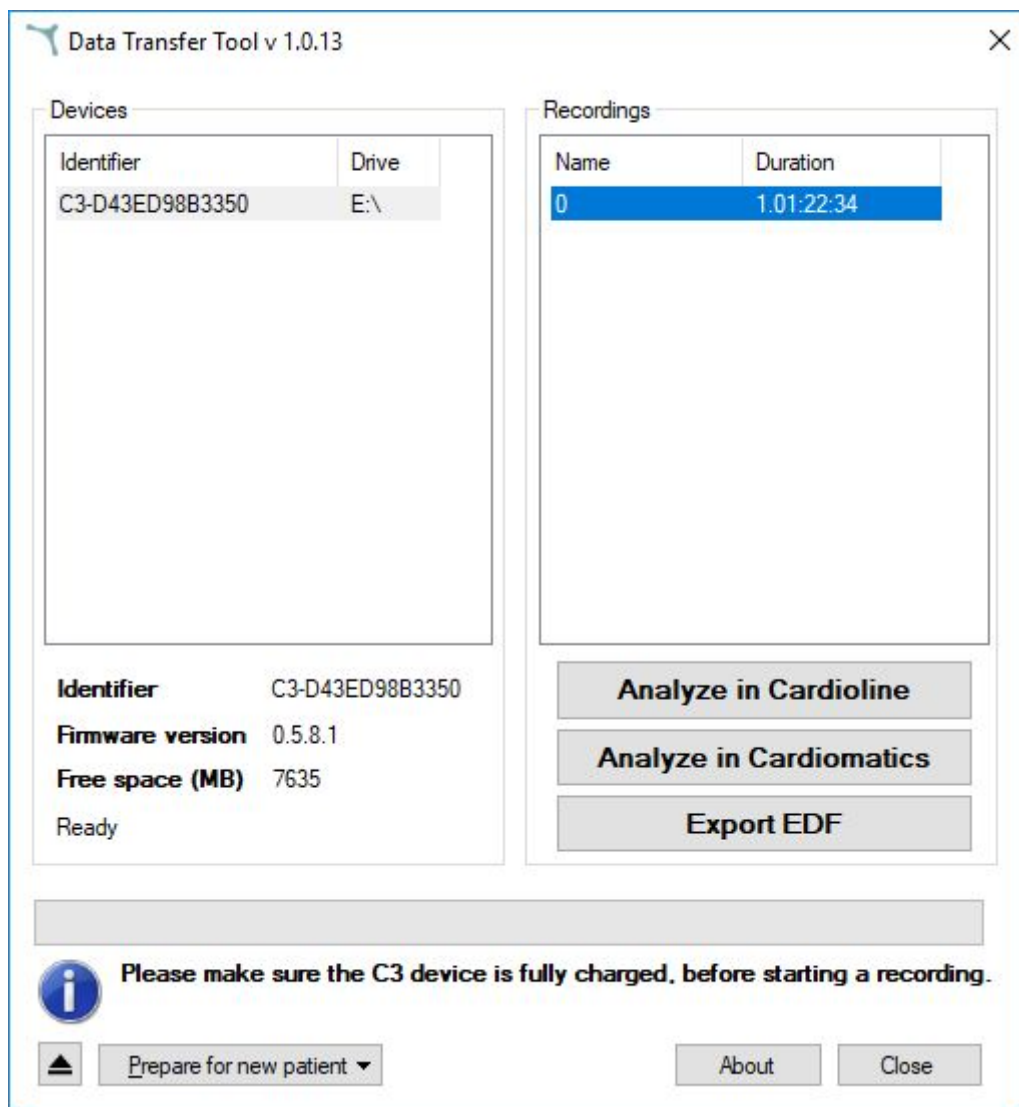 Data Transfer Tool v 1.0.13
Devices
Identifier Drive
C3-D43ED98B3350 E:\
Identifier C3-D43ED98B3350
Firmware version 0.5.8.1
Free space (MB) 7635
Ready
Recordings
Name Duration
0 1.01:22:34
Analyze in Cardioline
Analyze in Cardiomatics
Export EDF
Please make sure the C3 device is fully charged, before starting a recording.
Prepare for new patient
About
Close